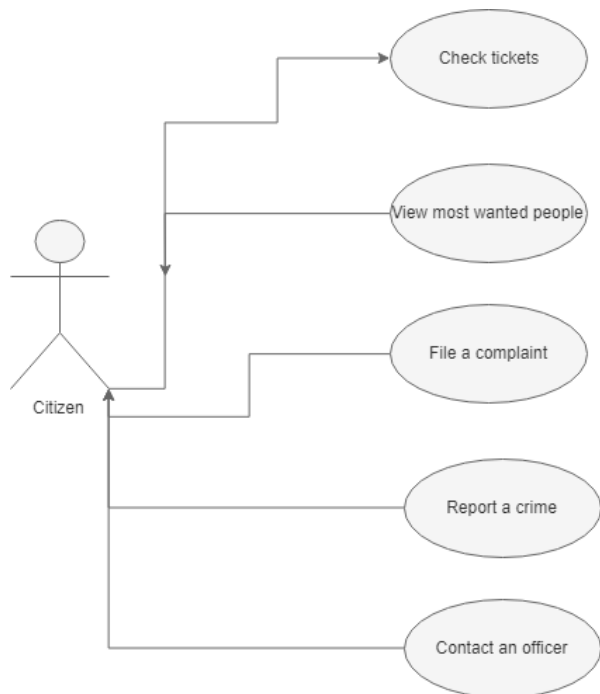 Check tickets
View most wanted people
File a complaint
Citizen
Report a crime
Contact an officer